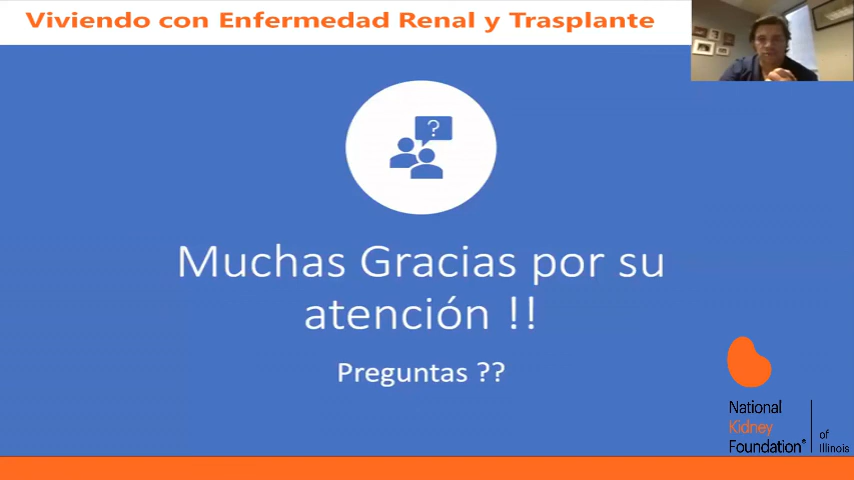 Viviendo con Enfermedad Renal y Trasplante
?
Muchas Gracias por su
atención !!
Preguntas ??
National
Kidney
Foundation®
of
Illinois